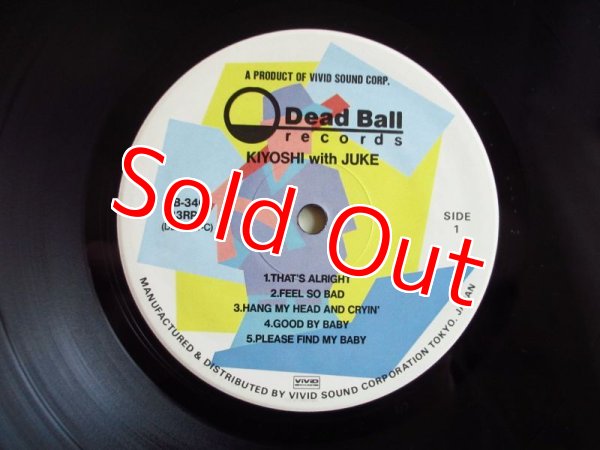 A PRODUCT OF VIVID SOUND CORP.
Dead Ball
records
KIYOSHI with JUKE
Sold Out
SIDE
1
1.THAT'S ALRIGHT
2.FEEL SO BAD
3.HANG MY HEAD AND CRYIN'
4.GOOD BY BABY
5.PLEASE FIND MY BABY
VIVID
MANUFACTURED & DISTRIBUTED BY VIVID SOUND CORPORATION TOKYO, JAPAN